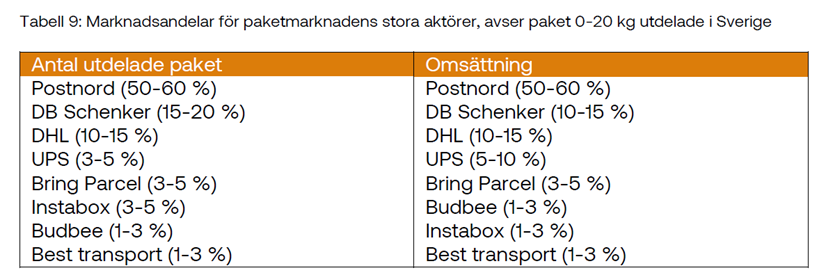 Tabell 9: Marknadsandelar för paketmarknadens stora aktörer, avser paket 0-20 kg utdelade i Sverige
Antal utdelade paket Omsättning
Postnord (50-60 %) Postnord (50-60 %)
DB Schenker (15-20 %) DB Schenker (10-15 %)
DHL (10-15 %) DHL (10-15 %)
UPS (3-5 %) UPS (5-10 %)
Bring Parcel (3-5 %) Bring Parcel (3-5 %)
Instabox (3-5 %) Budbee (1-3 %)
Budbee (1-3 %) Instabox (1-3 %)
Best transport (1-3 %) Best transport (1-3 %)